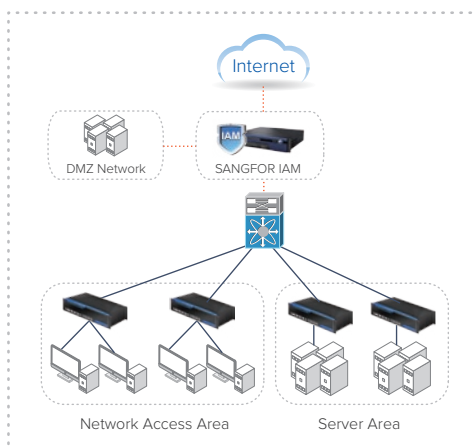 Internet
IAM
DMZ Network
SANGFOR IAM
Network Access Area
Server Area